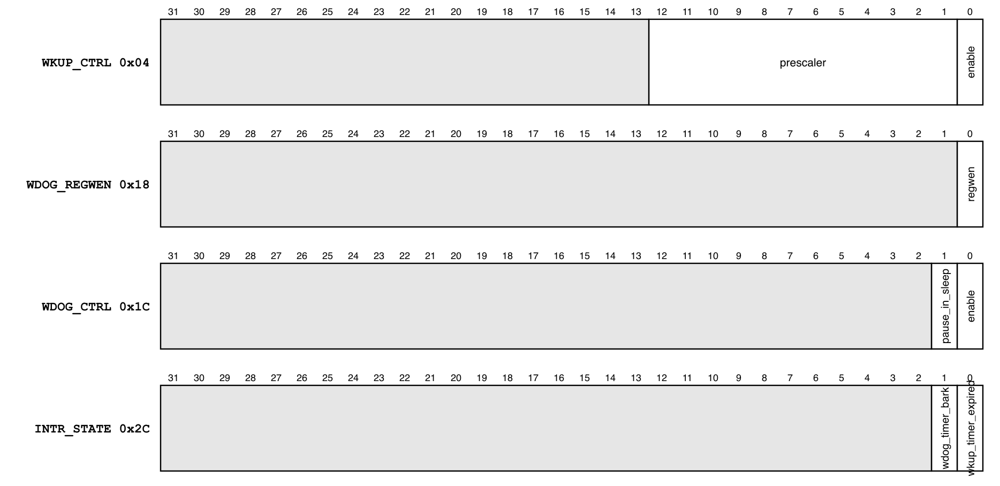 31 30 29 28 27 26 25 24 23 22 21 20 19 18 17 16 15 14 13 12 11 10 9 8 7 6 5 4 3 2 1 0
WKUP_CTRL 0x04 prescaler enable
31 30 29 28 27 26 25 24 23 22 21 20 19 18 17 16 15 14 13 12 11 10 9 8 7 6 5 4 3 2 1 0
WDOG_REGWEN 0x18 regwen
31 30 29 28 27 26 25 24 23 22 21 20 19 18 17 16 15 14 13 12 11 10 9 8 7 6 5 4 3 2 1 0
WDOG_CTRL 0x1C pause_in_sleep enable
31 30 29 28 27 26 25 24 23 22 21 20 19 18 17 16 15 14 13 12 11 10 9 8 7 6 5 4 3 2 1 0
INTR_STATE 0x2C wdog_timer_bark wkup_timer_expired